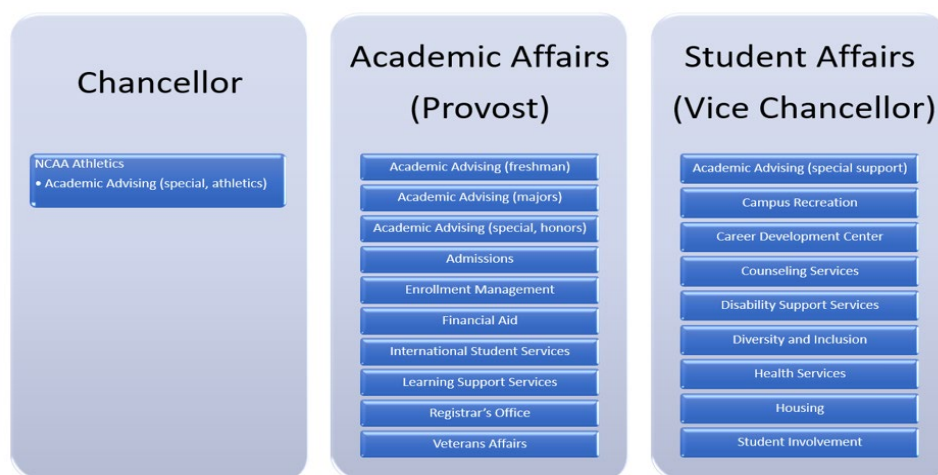 Chancellor
NCAA Athletics
• Academic Advising (special, athletics)
Academic Affairs
(Provost)
Academic Advising (freshman)
Academic Advising (majors)
Academic Advising (special, honors)
Admissions
Enrollment Management
Financial Aid
International Student Services
Learning Support Services
Registrar's Office
Veterans Affairs
Student Affairs
(Vice Chancellor)
Academic Advising (special support)
Campus Recreation
Career Development Center
Counseling Services
Disability Support Services
Diversity and Inclusion
Health Services
Housing
Student Involvement